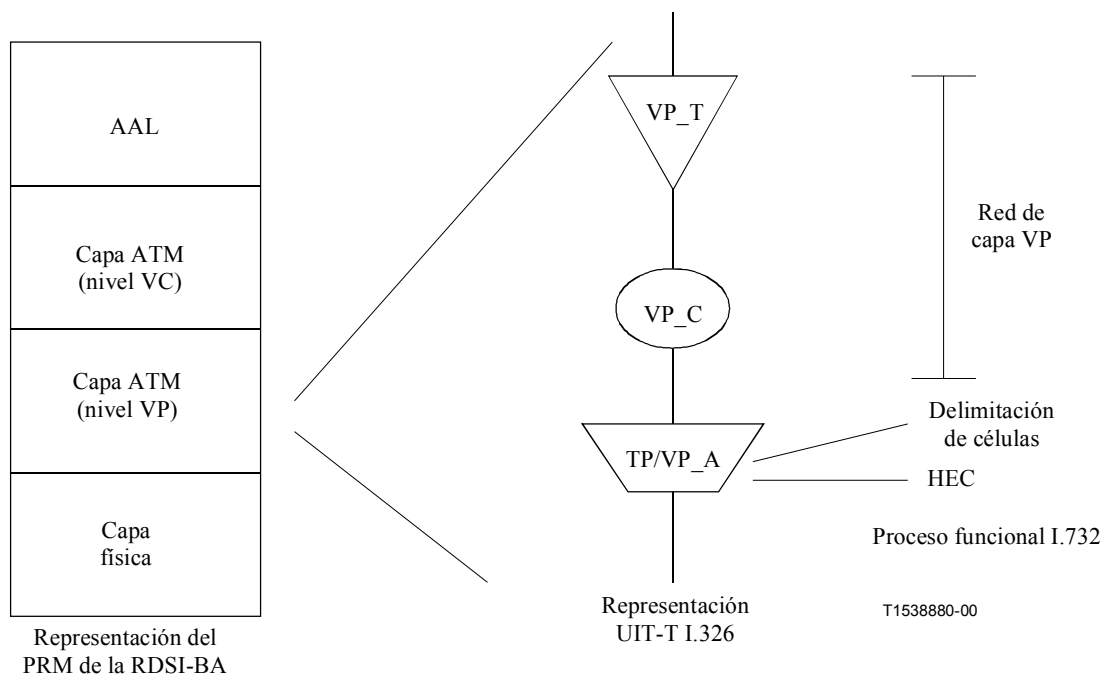 AAL
Capa ATM
(nivel VC)
Capa ATM
(nivel VP)
Capa
física
Representación del
PRM de la RDSI-BA
VP_T
VP_C
TP/VP_A
Representación
UIT-T I.326
Red de
capa VP
Delimitación
de células
HEC
Proceso funcional I.732
T1538880-00